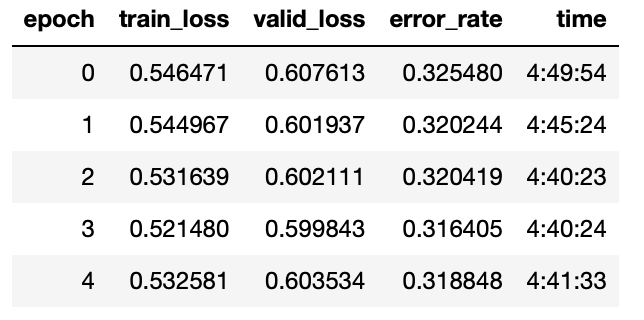 epoch train_loss valid_loss error_rate time
0 0.546471 0.607613 0.325480 4:49:54
1 0.544967 0.601937 0.320244 4:45:24
2 0.531639 0.602111 0.320419 4:40:23
3 0.521480 0.599843 0.316405 4:40:24
4 0.532581 0.603534 0.318848 4:41:33